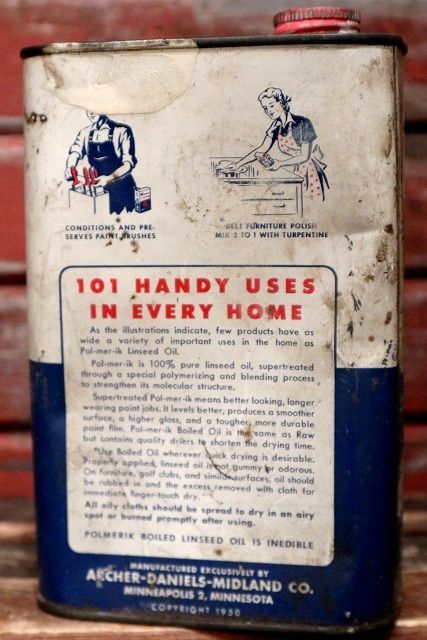 CONDITIONS AND PRE-
SERVES PAINT BRUSHES
BEST FURNITURE POLISH
MIX 2 TO 1 WITH TURPENTINE
101 HANDY USES
IN EVERY HOME
As the illustrations indicate, few products have as
wide a variety of important uses in the home as
Pol-mer-ik Linseed Oil.
Pol-mer-ik is 100% pure linseed oil, supertreated
through a special polymerizing and blending process
to strengthen its molecular structure.
Supertreated Pol-mer-ik means better looking, longer
wearing paint jobs. It levels better, produces a smoother
surface, a higher gloss, and a tougher, more durable
paint film. Pol-mer-ik Boiled Oil is the same as Raw
but contains quality driers to shorten the drying time.
*Use Boiled Oil wherever quick drying is desirable.
Properly applied, linseed oil is not gummy or odorous.
On furniture, golf clubs, and similar surfaces, oil should
be rubbed in and the excess removed with cloth for
immediate finger-touch dry.
All oily cloths should be spread to dry in an airy
spot or burned promptly after using.
POLMERIK BOILED LINSEED OIL IS INEDIBLE
MANUFACTURED EXCLUSIVELY BY
ARCHER-DANIELS-MIDLAND CO.
MINNEAPOLIS 2, MINNESOTA
COPYRIGHT 1950